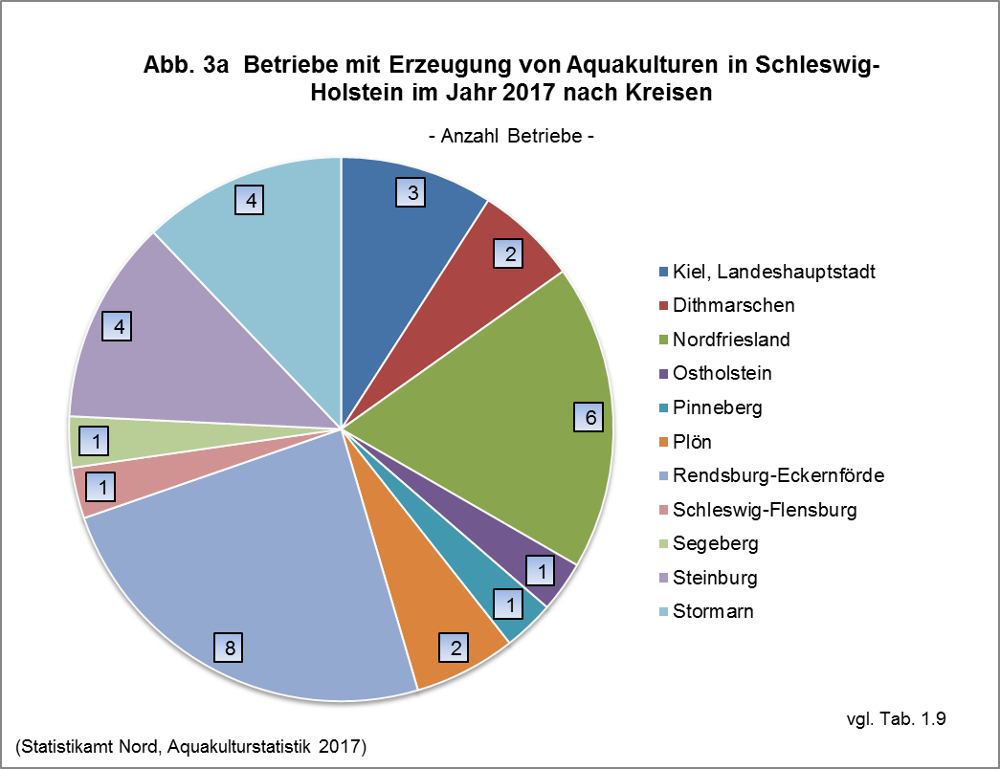 Abb. 3a  Betriebe mit Erzeugung von Aquakulturen in Schleswig-
Holstein im Jahr 2017 nach Kreisen
- Anzahl Betriebe -
3
2
6
1
1
2
8
1
1
4
4
Kiel, Landeshauptstadt
Dithmarschen
Nordfriesland
Ostholstein
Pinneberg
Plön
Rendsburg-Eckernförde
Schleswig-Flensburg
Segeberg
Steinburg
Stormarn
vgl. Tab. 1.9
(Statistikamt Nord, Aquakulturstatistik 2017)